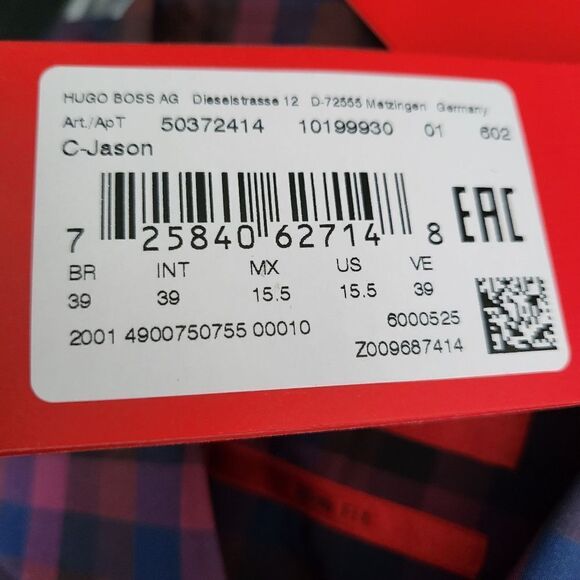 HUGO BOSS AG Dieselstrasse 12 D-72555 Metzingen Germany
Art./ApT 50372414 10199930 01 602
C-Jason
7 25840 62714 8 EAC
BR INT MX US VE
39 39 15.5 15.5 39
2001 4900750755 00010 6000525
Z009687414